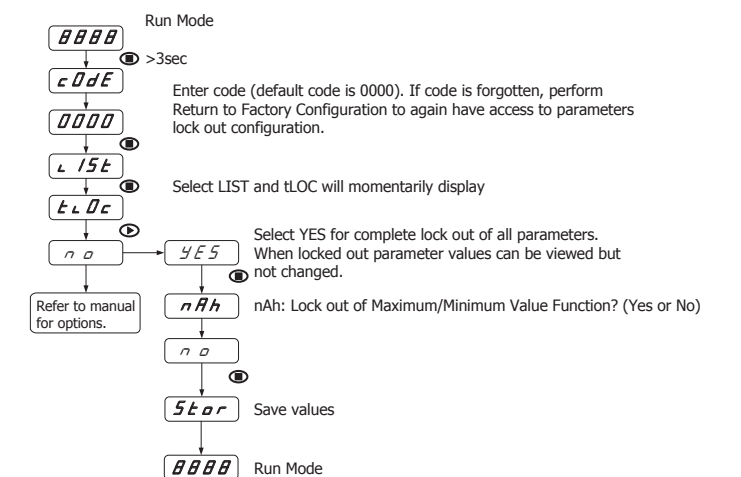 Run Mode
8888
>3sec
c0dE
Enter code (default code is 0000). If code is forgotten, perform
Return to Factory Configuration to again have access to parameters
lock out configuration.
0000
LISt
Select LIST and tLOC will momentarily display
tL0c
no
YES
Select YES for complete lock out of all parameters.
When locked out parameter values can be viewed but
not changed.
Refer to manual
for options.
nAh
nAh: Lock out of Maximum/Minimum Value Function? (Yes or No)
no
Stor
Save values
8888
Run Mode